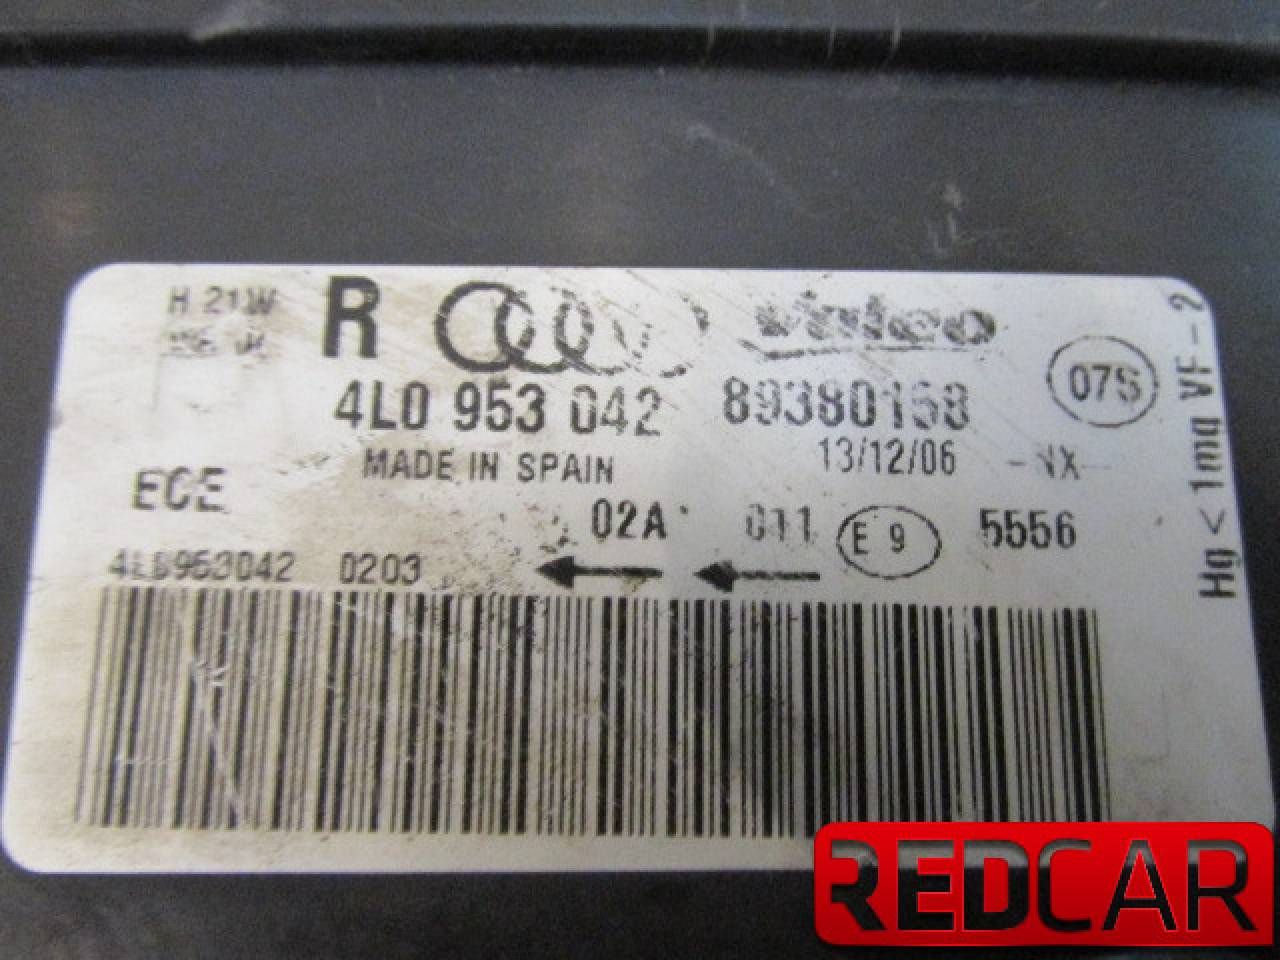 H 21W
R Valeo
4L0 953 042 89380168
07S
MADE IN SPAIN 13/12/06
ECE
02A 011 E 9 5556
4L0953042 0203
Hg < 1mg VF-2
REDCAR